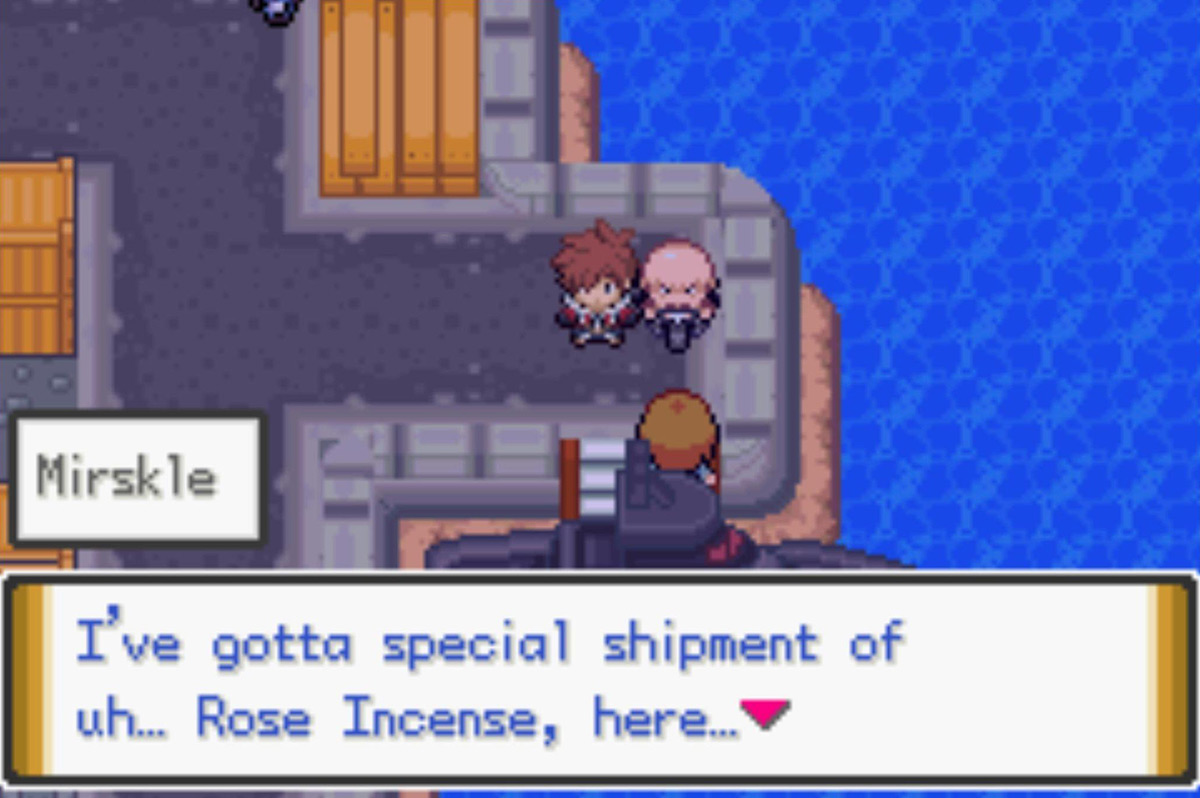 Mirskle
I've gotta special shipment of
uh… Rose Incense, here…